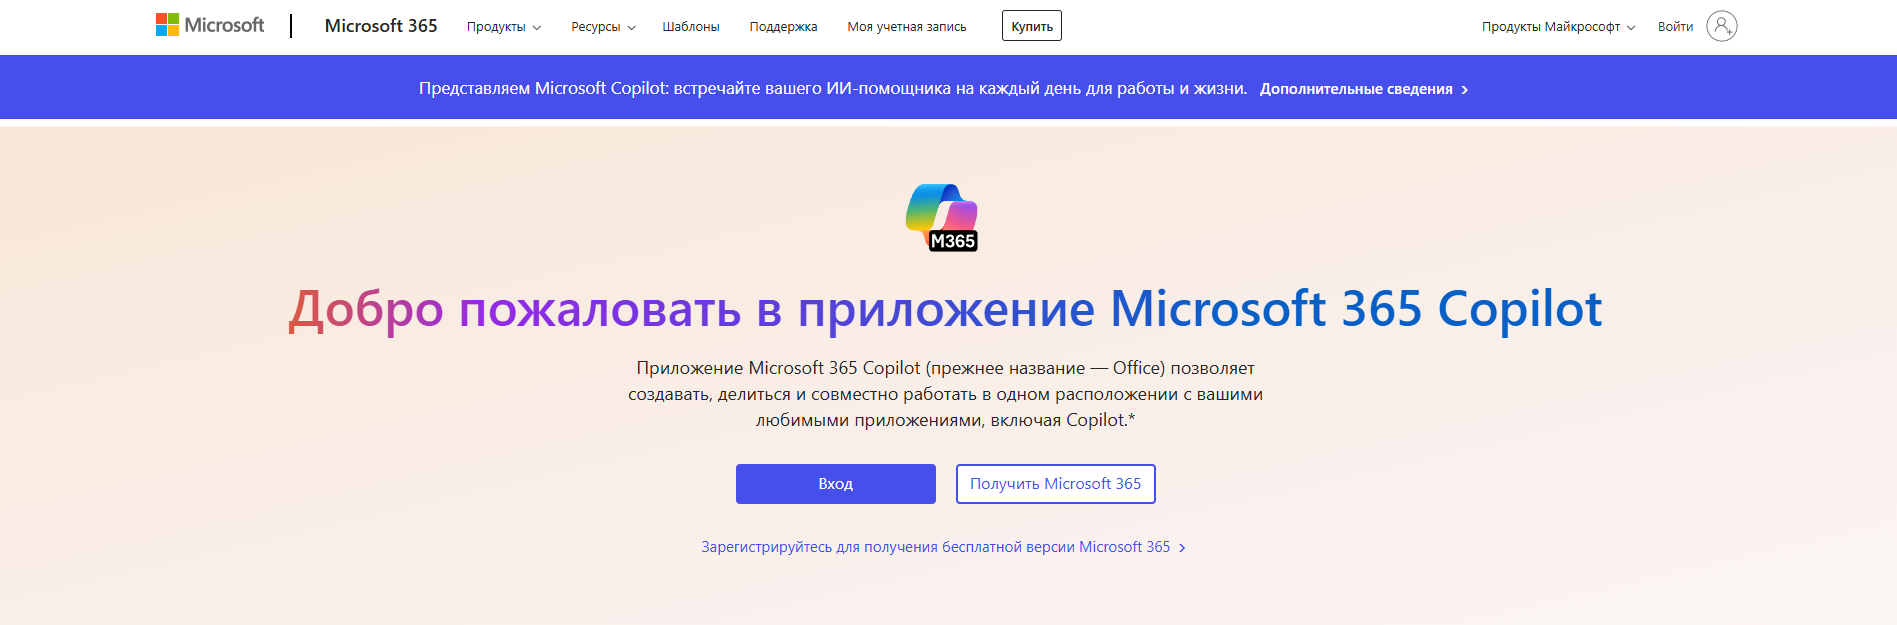 Microsoft
Microsoft 365
Продукты
Ресурсы
Шаблоны
Поддержка
Моя учетная запись
Купить
Продукты Майкрософт
Войти
Представляем Microsoft Copilot: встречайте вашего ИИ-помощника на каждый день для работы и жизни. Дополнительные сведения
M365
Добро пожаловать в приложение Microsoft 365 Copilot
Приложение Microsoft 365 Copilot (прежнее название — Office) позволяет
создавать, делиться и совместно работать в одном расположении с вашими
любимыми приложениями, включая Copilot.*
Вход
Получить Microsoft 365
Зарегистрируйтесь для получения бесплатной версии Microsoft 365